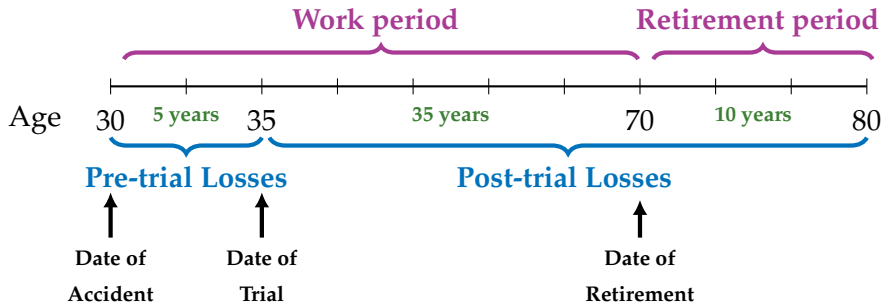 Work period Retirement period
5 years 35 years 10 years
Age 30 35 70 80
Pre-trial Losses Post-trial Losses
Date of Date of Date of
Accident Trial Retirement